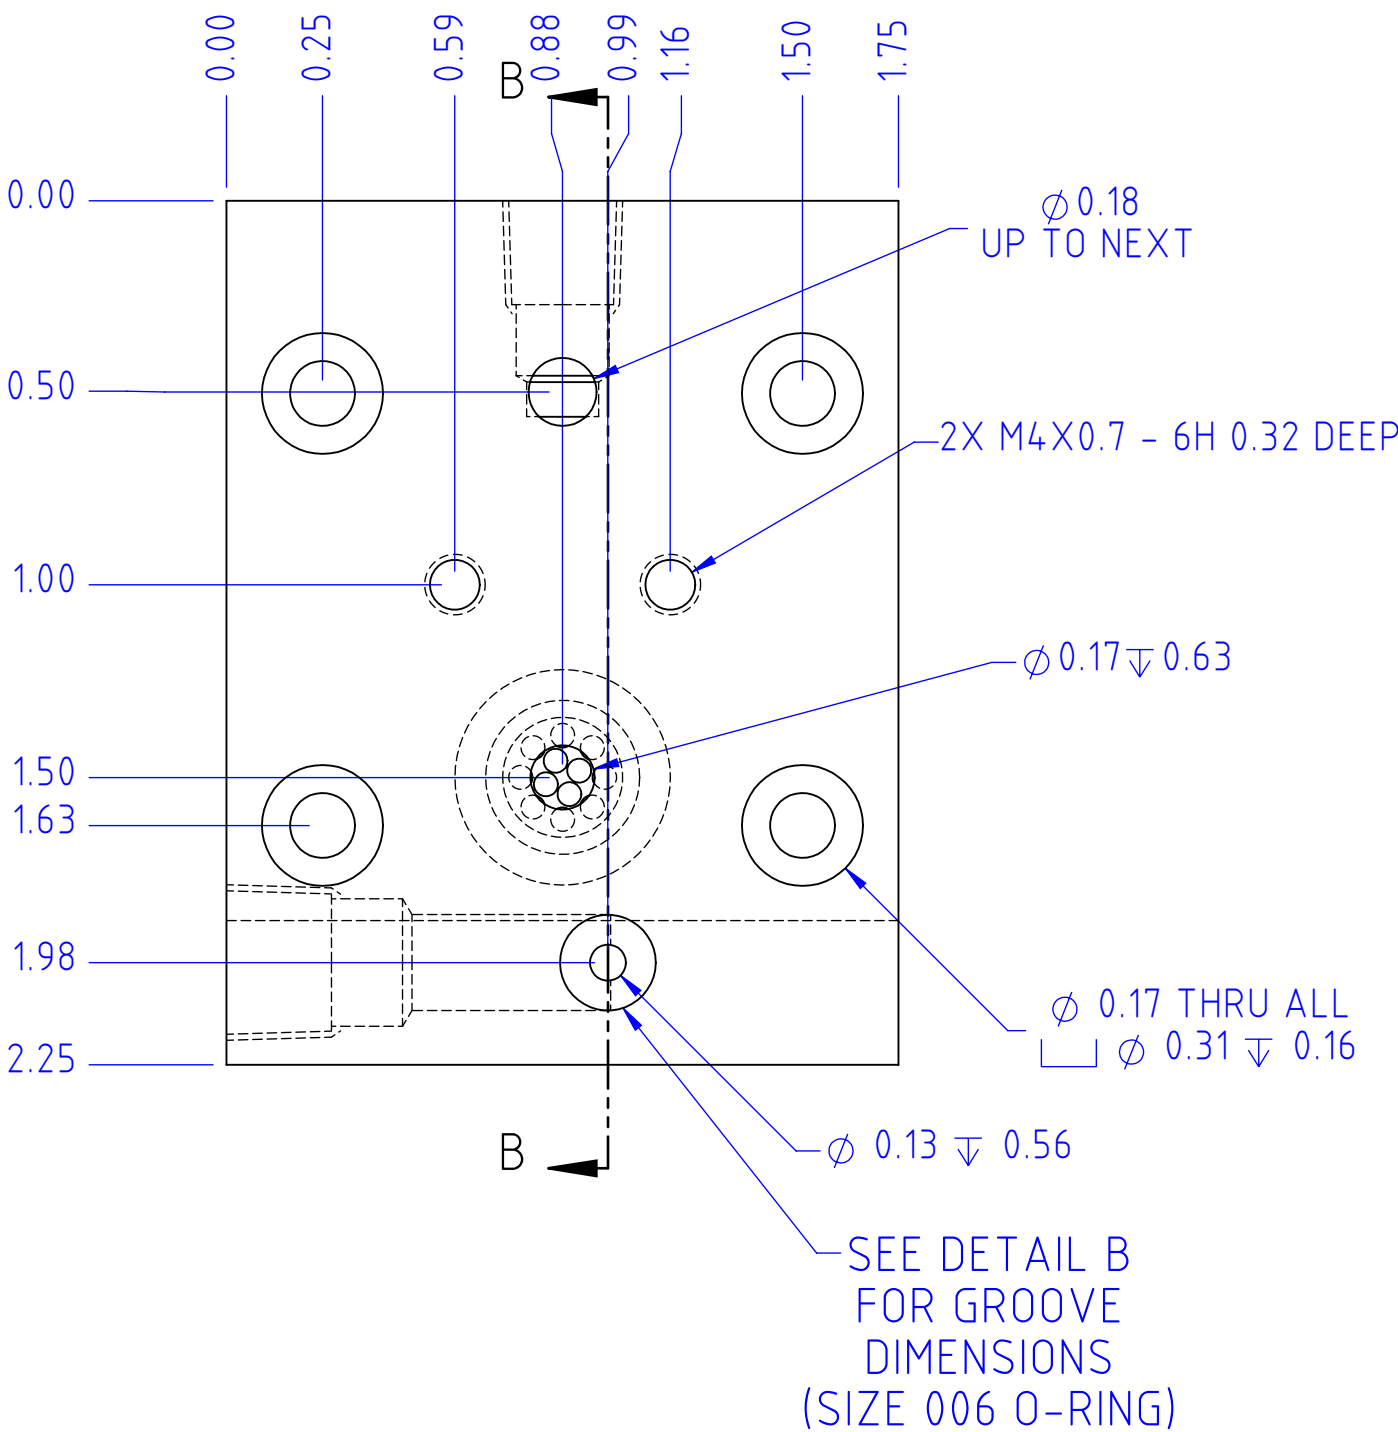 0.00
0.25
0.59
0.88
0.99
1.16
1.50
1.75
B
0.00
⌀ 0.18
UP TO NEXT
0.50
2X M4X0.7 - 6H 0.32 DEEP
1.00
⌀ 0.17 ↧ 0.63
1.50
1.63
1.98
⌀ 0.17 THRU ALL
⌴ ⌀ 0.31 ↧ 0.16
2.25
B
⌀ 0.13 ↧ 0.56
SEE DETAIL B
FOR GROOVE
DIMENSIONS
(SIZE 006 O-RING)